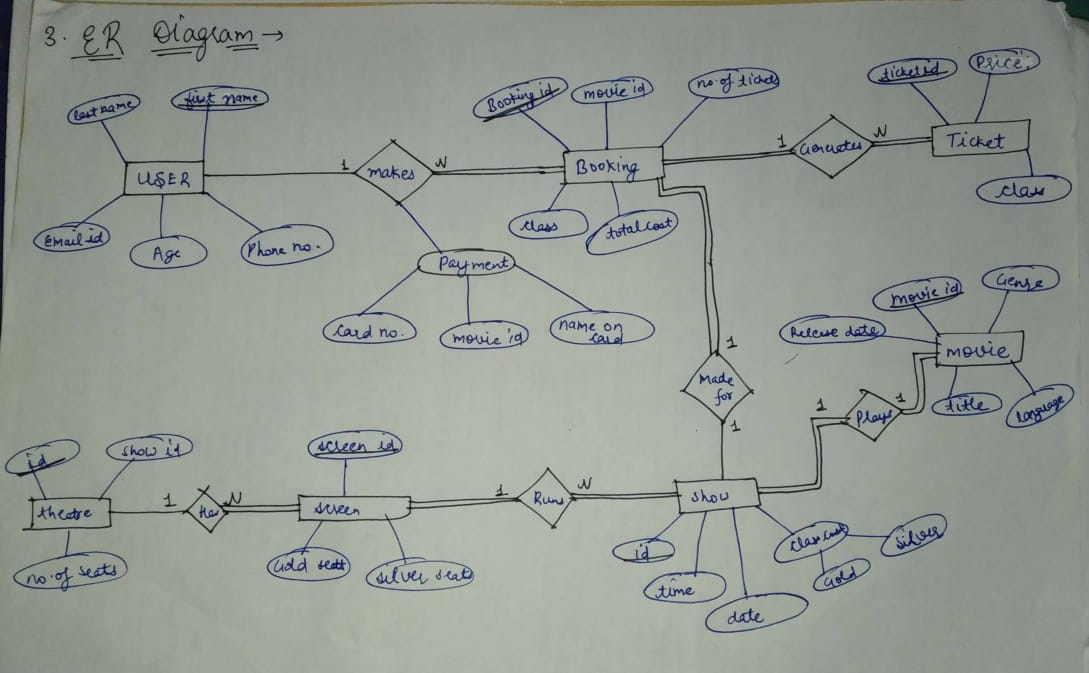 3. ER Diagram →
last name
first name
Booking id
movie id
no. of ticket
ticket id
Price
USER
1
makes
N
Booking
1
Generates
N
Ticket
Email id
Age
Phone no.
class
total cost
class
Payment
Card no.
movie id
name on card
1
Made for
1
Release date
movie id
Genre
movie
title
language
1
Plays
1
id
show id
screen id
theatre
1
Has
N
screen
1
Runs
N
show
no. of seats
Gold seats
silver seats
id
time
date
class cost
silver
Gold